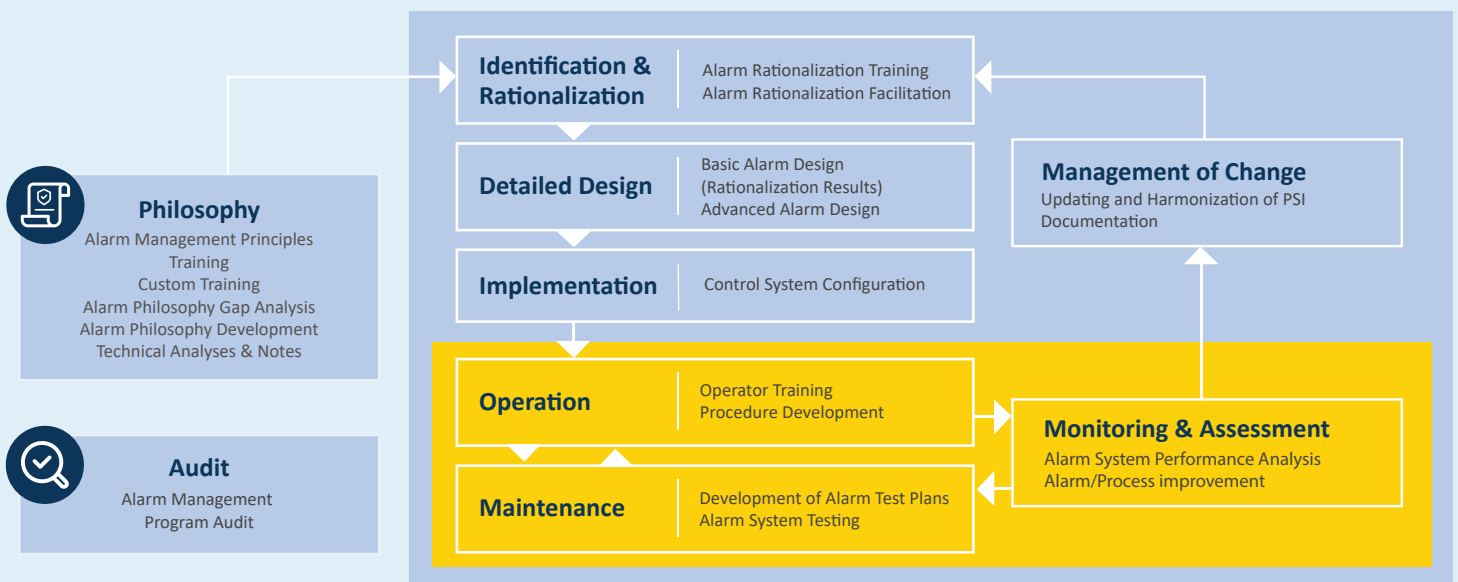 Philosophy
Alarm Management Principles
Training
Custom Training
Alarm Philosophy Gap Analysis
Alarm Philosophy Development
Technical Analyses & Notes
Audit
Alarm Management
Program Audit
Identification &
Rationalization
Alarm Rationalization Training
Alarm Rationalization Facilitation
Detailed Design
Basic Alarm Design
(Rationalization Results)
Advanced Alarm Design
Implementation
Control System Configuration
Operation
Operator Training
Procedure Development
Maintenance
Development of Alarm Test Plans
Alarm System Testing
Management of Change
Updating and Harmonization of PSI
Documentation
Monitoring & Assessment
Alarm System Performance Analysis
Alarm/Process improvement